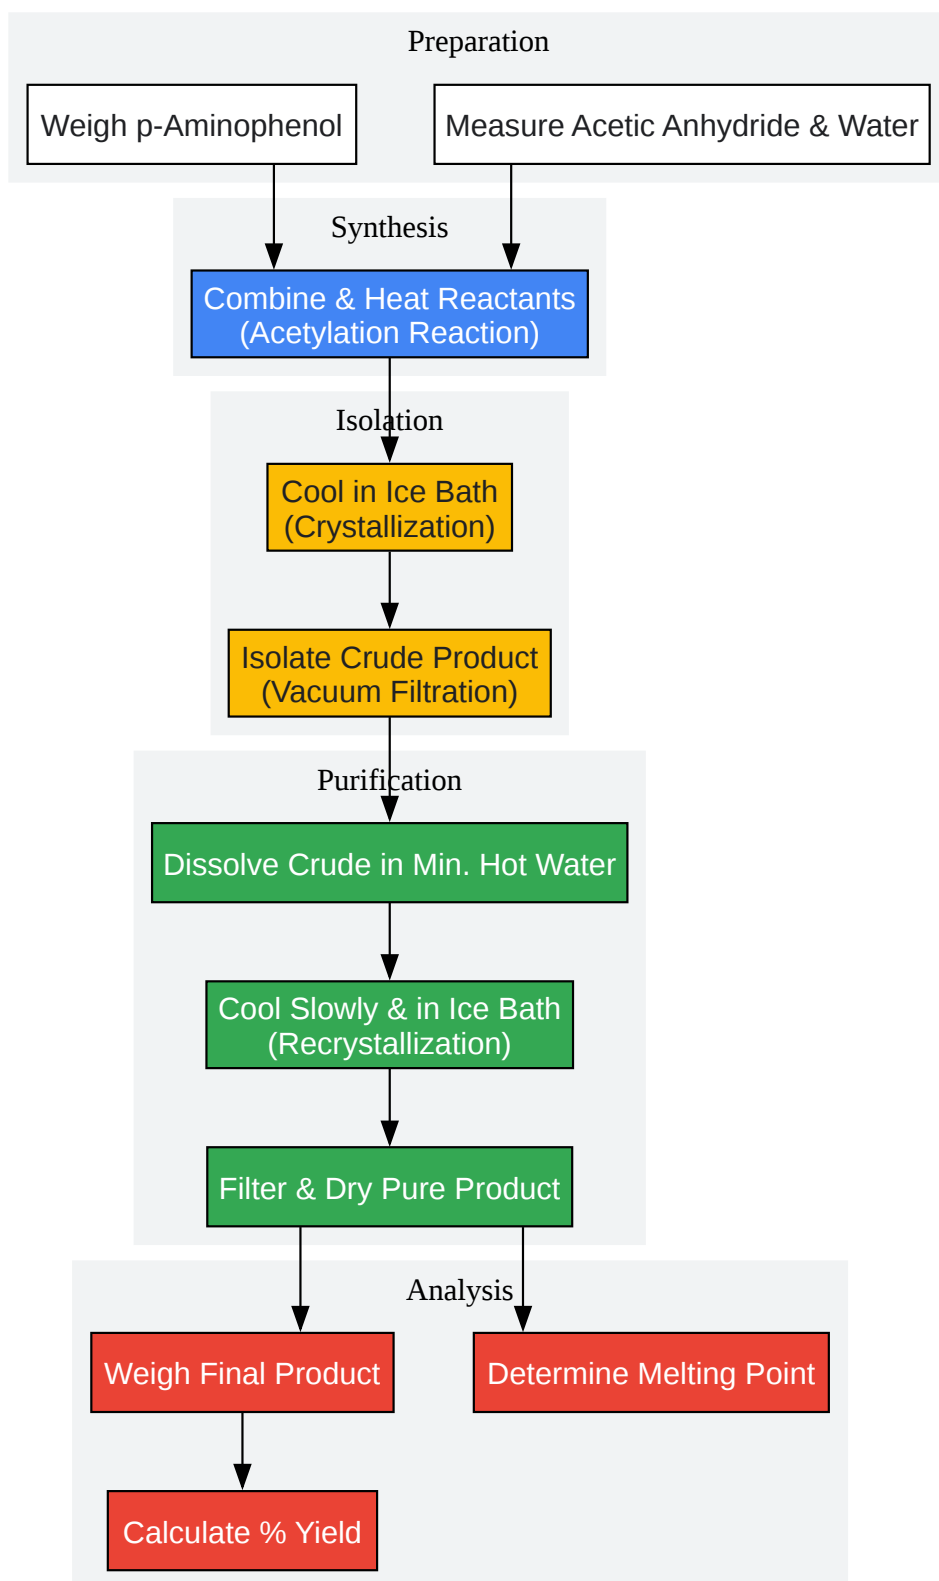 Preparation
Weigh p-Aminophenol
Measure Acetic Anhydride & Water
Synthesis
Combine & Heat Reactants
(Acetylation Reaction)
Isolation
Cool in Ice Bath
(Crystallization)
Isolate Crude Product
(Vacuum Filtration)
Purification
Dissolve Crude in Min. Hot Water
Cool Slowly & in Ice Bath
(Recrystallization)
Filter & Dry Pure Product
Analysis
Weigh Final Product
Determine Melting Point
Calculate % Yield